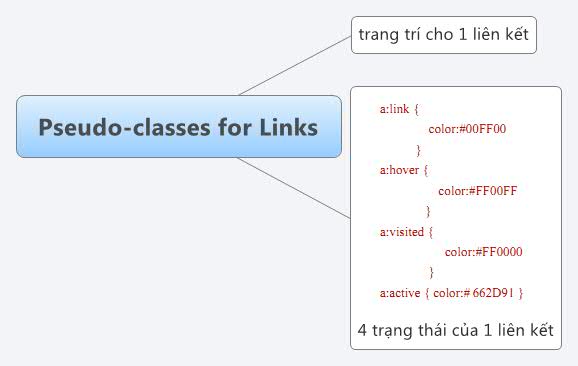 trang trí cho 1 liên kết
Pseudo-classes for Links
a:link {
color:#00FF00
}
a:hover {
color:#FF00FF
}
a:visited {
color:#FF0000
}
a:active { color:# 662D91 }
4 trạng thái của 1 liên kết